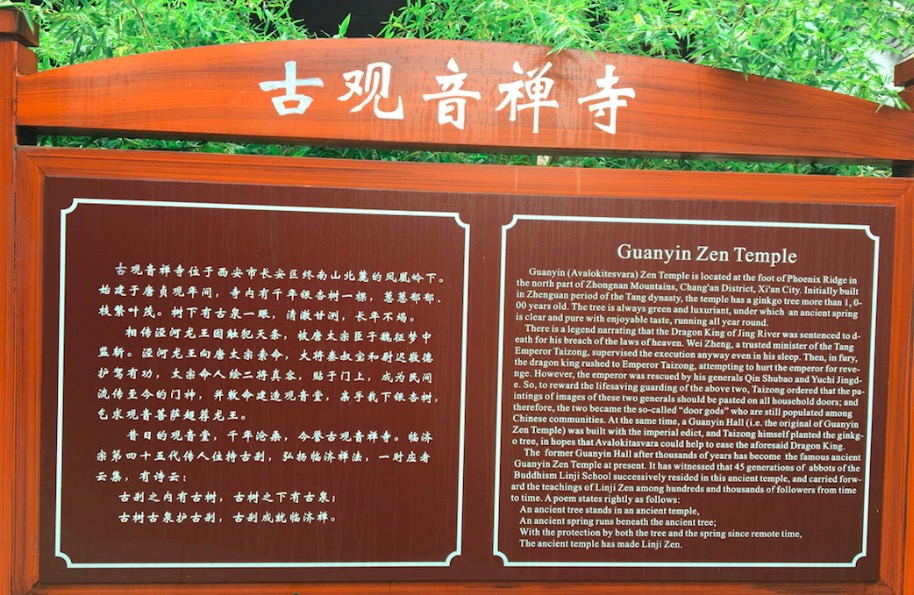 古观音禅寺
古观音禅寺位于西安市长安区终南山北麓的凤凰岭下。
始建于唐贞观年间，寺内有千年银杏树一棵，葱葱郁郁、
枝繁叶茂。树下有古泉一眼，清澈甘冽，长年不竭。
相传泾河龙王因触犯天条，被唐太宗臣子魏征梦中
监斩。泾河龙王向唐太宗索命，大将秦叔宝和尉迟敬德
护驾有功，太宗命人绘二将真容，贴于门上，成为民间
流传至今的门神，并敕命建造观音堂，亲手栽下银杏树，
乞求观音菩萨超荐龙王。
昔日的观音堂，千年沧桑，今誉古观音禅寺。临济
宗第四十五代传人住持古刹，弘扬临济禅法，一时应者
云集，有诗云：
古刹之内有古树，古树之下有古泉；
古树古泉护古刹，古刹成就临济禅。
Guanyin Zen Temple
Guanyin (Avalokitesvara) Zen Temple is located at the foot of Phoenix Ridge in
the north part of Zhongnan Mountains, Chang'an District, Xi'an City. Initially built
in Zhenguan period of the Tang dynasty, the temple has a ginkgo tree more than 1, 0-
00 years old. The tree is always green and luxuriant, under which an ancient spring
is clear and pure with enjoyable taste, running all year round.
There is a legend narrating that the Dragon King of Jing River was sentenced to d-
eath for his breach of the laws of heaven. Wei Zheng, a trusted minister of the Tang
Emperor Taizong, supervised the execution anyway even in his sleep. Then, in fury,
the dragon king rushed to Emperor Taizong, attempting to hurt the emperor for reve-
nge. However, the emperor was rescued by his generals Qin Shubao and Yuchi Jingd-
e. So, to reward the lifesaving guarding of the above two, Taizong ordered that the pa-
intings of images of these two generals should be pasted on all household doors; and
therefore, the two became the so-called “door gods” who are still populated among
Chinese communities. At the same time, a Guanyin Hall (i.e. the original of Guanyin
Zen Temple) was built with the imperial edict, and Taizong himself planted the ging-
o tree, in hopes that Avalokitasvara could help to ease the aforesaid Dragon King.
The former Guanyin Hall after thousands of years has become the famous ancient
Guanyin Zen Temple at present. It has witnessed that 45 generations of abbots of the
Buddhism Linji School successively resided in this ancient temple, and carried forw-
ard the teachings of Linji Zen among hundreds and thousands of followers from time
to time. A poem states rightly as follows:
An ancient tree stands in an ancient temple,
An ancient spring runs beneath the ancient tree;
With the protection by both the tree and the spring since remote time,
The ancient temple has made Linji Zen.